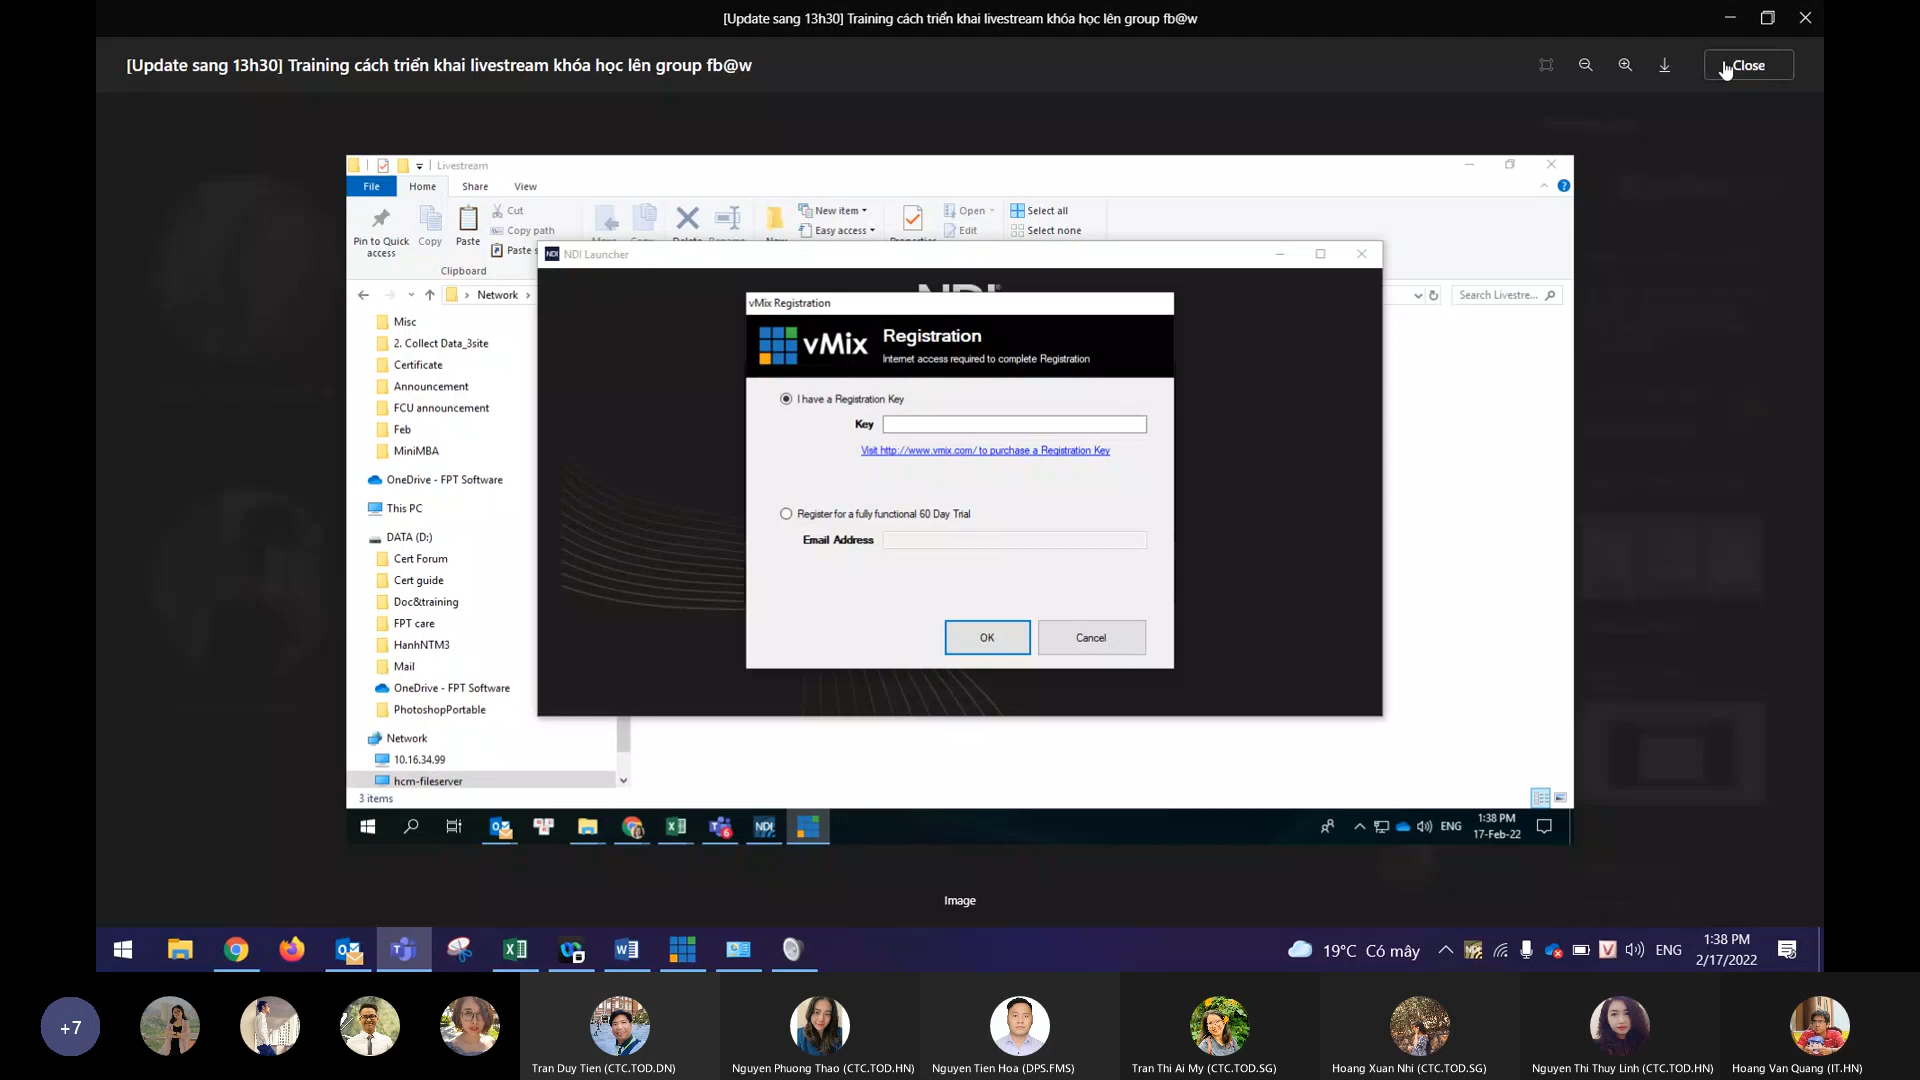 [Update sang 13h30] Training cách triển khai livestream khóa học lên group fb@w
[Update sang 13h30] Training cách triển khai livestream khóa học lên group fb@w
Close
Livestream
File Home Share View
Pin to Quick access
Copy
Paste
Cut
Copy path
New item
Easy access
Open
Edit
Select all
Select none
Clipboard
NDI Launcher
Network
Search Livestre...
vMix Registration
vMix
Registration
Internet access required to complete Registration
I have a Registration Key
Key
Visit http://www.vmix.com/ to purchase a Registration Key
Register for a fully functional 60 Day Trial
Email Address
OK
Cancel
Misc
2. Collect Data_3site
Certificate
Announcement
FCU announcement
Feb
MiniMBA
OneDrive - FPT Software
This PC
DATA (D:)
Cert Forum
Cert guide
Doc&training
FPT care
HanhNTM3
Mail
OneDrive - FPT Software
PhotoshopPortable
Network
10.16.34.99
hcm-fileserver
3 items
ENG
1:38 PM
17-Feb-22
Image
19°C Có mây
ENG
1:38 PM
2/17/2022
+7
Tran Duy Tien (CTC.TOD.DN)
Nguyen Phuong Thao (CTC.TOD.HN)
Nguyen Tien Hoa (DPS.FMS)
Tran Thi Ai My (CTC.TOD.SG)
Hoang Xuan Nhi (CTC.TOD.SG)
Nguyen Thi Thuy Linh (CTC.TOD.HN)
Hoang Van Quang (IT.HN)